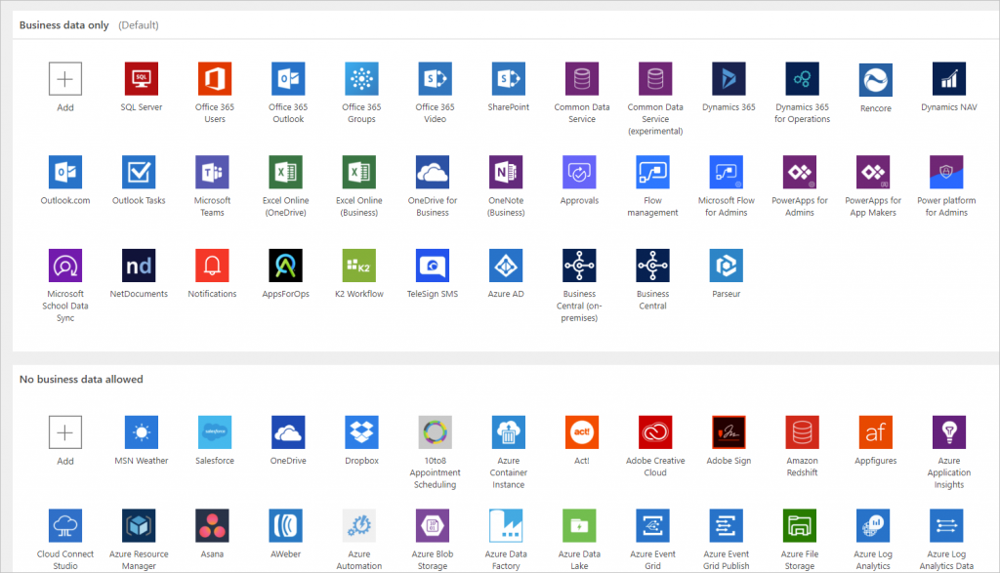 Business data only (Default)
Add
SQL Server
Office 365
Users
Office 365
Outlook
Office 365
Groups
Office 365
Video
SharePoint
Common Data
Service
Common Data
Service
(experimental)
Dynamics 365
Dynamics 365
for Operations
Rencore
Dynamics NAV
Outlook.com
Outlook Tasks
Microsoft
Teams
Excel Online
(OneDrive)
Excel Online
(Business)
OneDrive for
Business
OneNote
(Business)
Approvals
Flow
management
Microsoft Flow
for Admins
PowerApps for
Admins
PowerApps for
App Makers
Power platform
for Admins
Microsoft
School Data
Sync
nd
NetDocuments
Notifications
AppsForOps
K2
K2 Workflow
TeleSign SMS
Azure AD
Business
Central (on-
premises)
Business
Central
Parseur
No business data allowed
Add
MSN Weather
salesforce
Salesforce
OneDrive
Dropbox
10to8
Appointment
Scheduling
Azure
Container
Instance
act!
Act!
Adobe Creative
Cloud
Adobe Sign
Amazon
Redshift
af
Appfigures
Azure
Application
Insights
Cloud Connect
Studio
Azure Resource
Manager
Asana
AWeber
Azure
Automation
Azure Blob
Storage
Azure Data
Factory
Azure Data
Lake
Azure Event
Grid
Azure Event
Grid Publish
Azure File
Storage
Azure Log
Analytics
Azure Log
Analytics Data